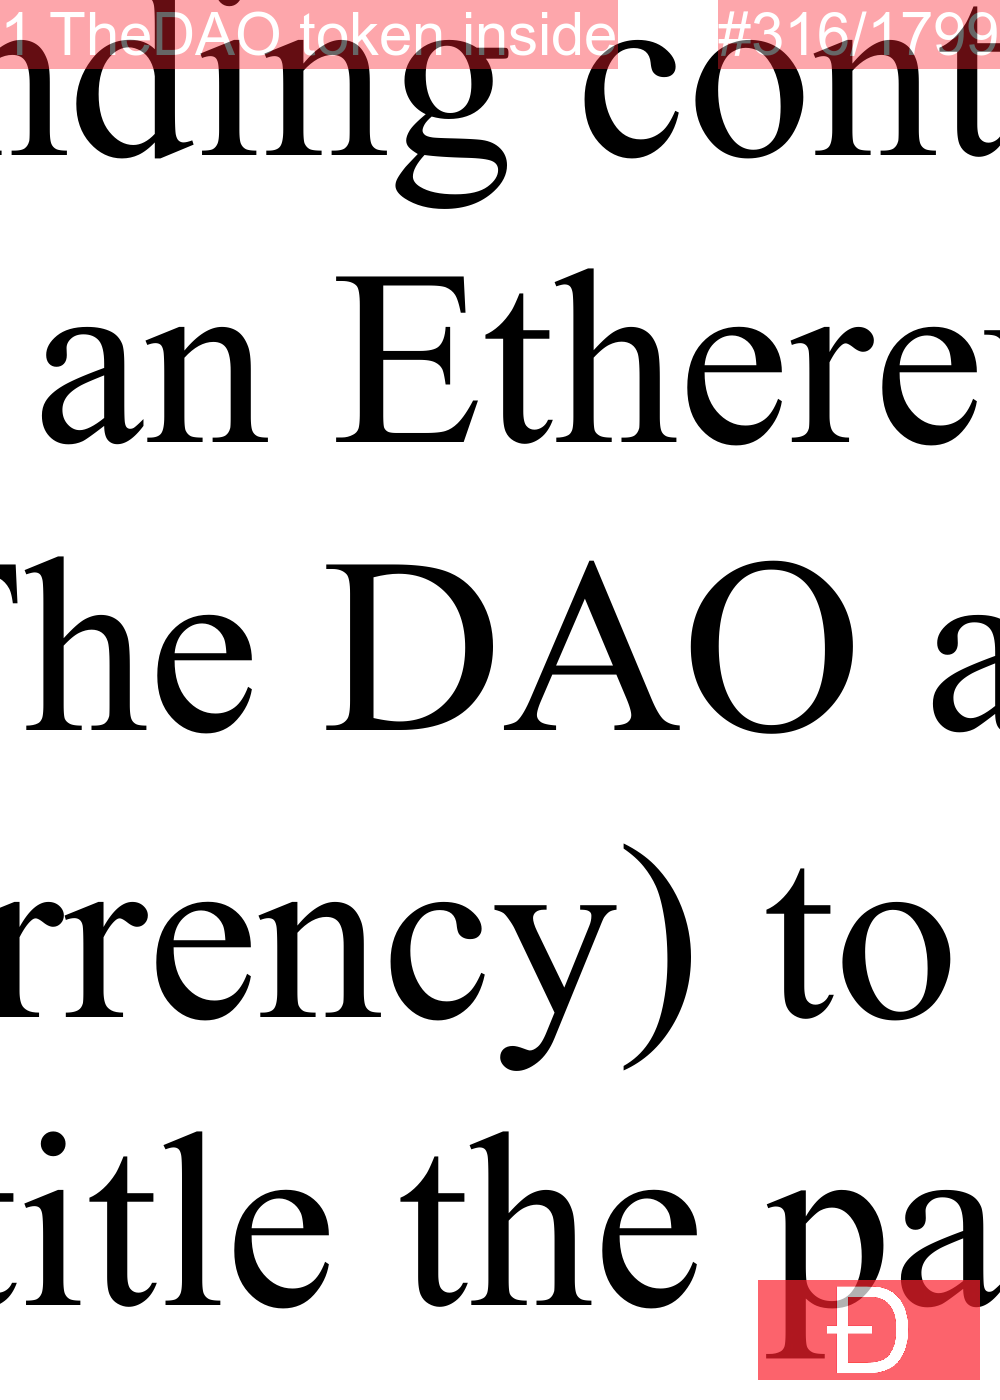 1 TheDAO token inside #316/1799
nding cont
an Ethere
The DAO a
rrency) to
title the pa
Ð